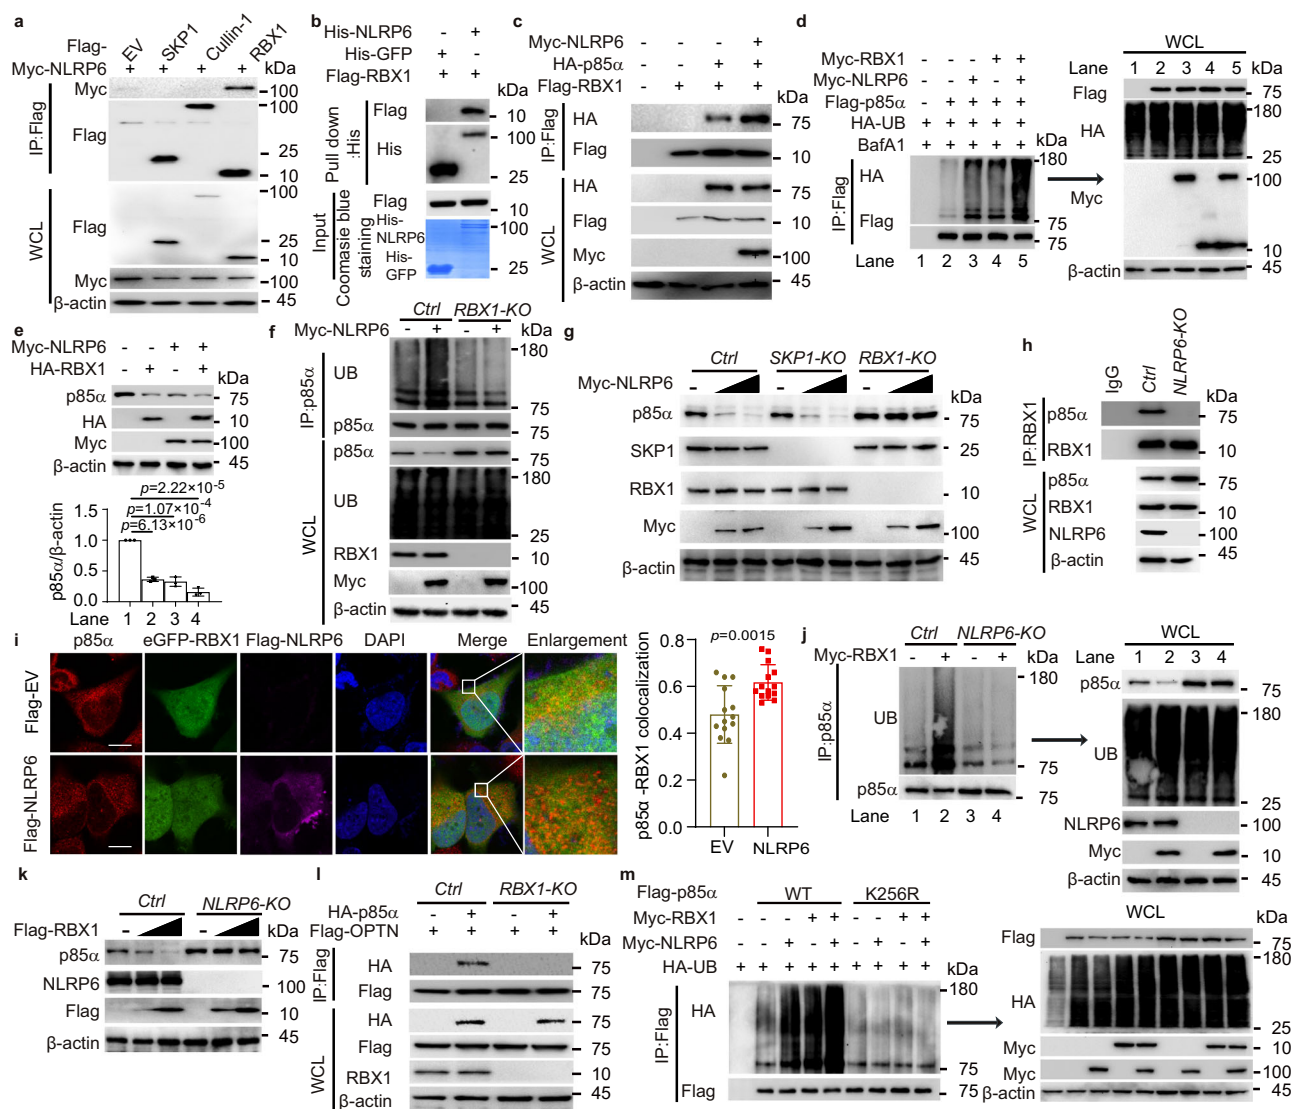 a
Flag-
EV
SKP1
Cullin-1
RBX1
Myc-NLRP6 + + + + kDa
IP:Flag
Myc
100
Flag
100
25
10
WCL
Flag
100
25
10
Myc
100
β-actin
45
b
His-NLRP6 - +
His-GFP + -
Flag-RBX1 + +
kDa
Pull down
:His
Flag
10
His
100
25
Input
Flag
10
Coomasie blue
staining
His-
NLRP6
His-
GFP
100
25
c
Myc-NLRP6 - - - +
HA-p85α - - + +
Flag-RBX1 - + + +
kDa
IP:Flag
HA
75
Flag
10
WCL
HA
75
Flag
10
Myc
100
β-actin
45
d
Myc-RBX1 - - - + +
Myc-NLRP6 - - + - +
Flag-p85α - + + + +
HA-UB + + + + +
BafA1 + + + + +
IP:Flag
HA
180
75
Flag
75
Lane 1 2 3 4 5
WCL
Lane 1 2 3 4 5 kDa
Flag
75
HA
180
25
Myc
100
10
β-actin
45
e
Myc-NLRP6 - - + +
HA-RBX1 - + - +
kDa
p85α
75
HA
10
Myc
100
β-actin
45
p=2.22×10-5
p=1.07×10-4
p=6.13×10-6
p85α/β-actin
1.5
1.0
0.5
0.0
Lane 1 2 3 4
f
Ctrl RBX1-KO
Myc-NLRP6 - + - + kDa
IP:p85α
UB
180
75
p85α
75
WCL
p85α
75
UB
180
25
RBX1
10
Myc
100
β-actin
45
g
Ctrl SKP1-KO RBX1-KO
Myc-NLRP6 - - -
kDa
p85α
75
SKP1
25
RBX1
10
Myc
100
β-actin
45
h
IgG
Ctrl
NLRP6-KO
kDa
IP:RBX1
p85α
75
RBX1
10
WCL
p85α
75
RBX1
10
NLRP6
100
β-actin
45
i
p85α eGFP-RBX1 Flag-NLRP6 DAPI Merge Enlargement
Flag-EV
Flag-NLRP6
p85α -RBX1 colocalization
p=0.0015
0.8
0.6
0.4
0.2
0.0
EV NLRP6
j
Ctrl NLRP6-KO
Myc-RBX1 - + - + kDa
IP:p85α
UB
180
75
p85α
75
Lane 1 2 3 4
WCL
Lane 1 2 3 4 kDa
p85α
75
UB
180
25
NLRP6
100
Myc
10
β-actin
45
k
Ctrl NLRP6-KO
Flag-RBX1 - -
kDa
p85α
75
NLRP6
100
Flag
10
β-actin
45
l
Ctrl RBX1-KO
HA-p85α - + - +
Flag-OPTN + + + +
kDa
IP:Flag
HA
75
Flag
75
WCL
HA
75
Flag
75
RBX1
10
β-actin
45
m
Flag-p85α WT K256R
Myc-RBX1 - - - + + - - + +
Myc-NLRP6 - - + - + - + - +
HA-UB + + + + + + + + +
kDa
IP:Flag
HA
180
75
Flag
75
WCL
kDa
Flag
75
HA
180
25
Myc
10
Myc
100
β-actin
45